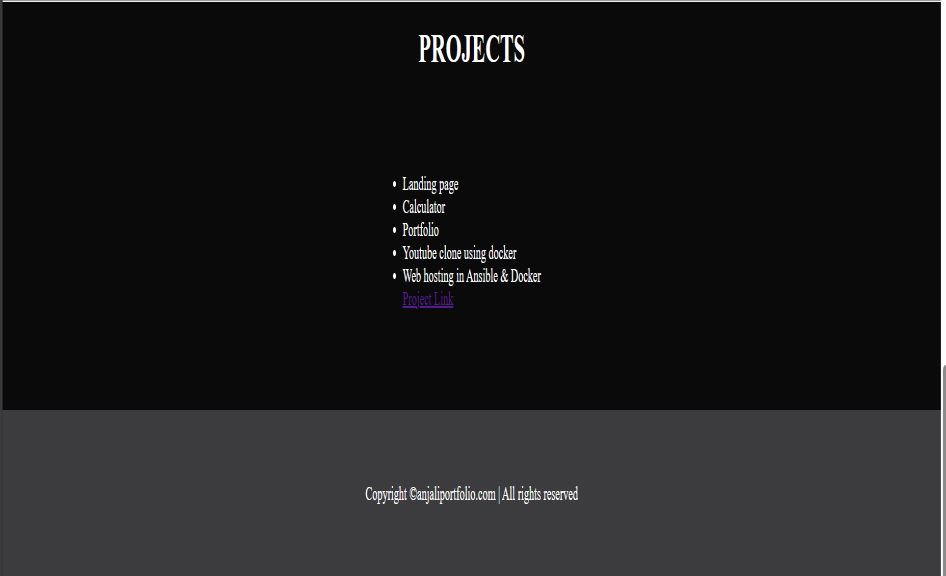 PROJECTS
Landing page
Calculator
Portfolio
Youtube clone using docker
Web hosting in Ansible & Docker
Project Link
Copyright ©anjaliportfolio.com | All rights reserved